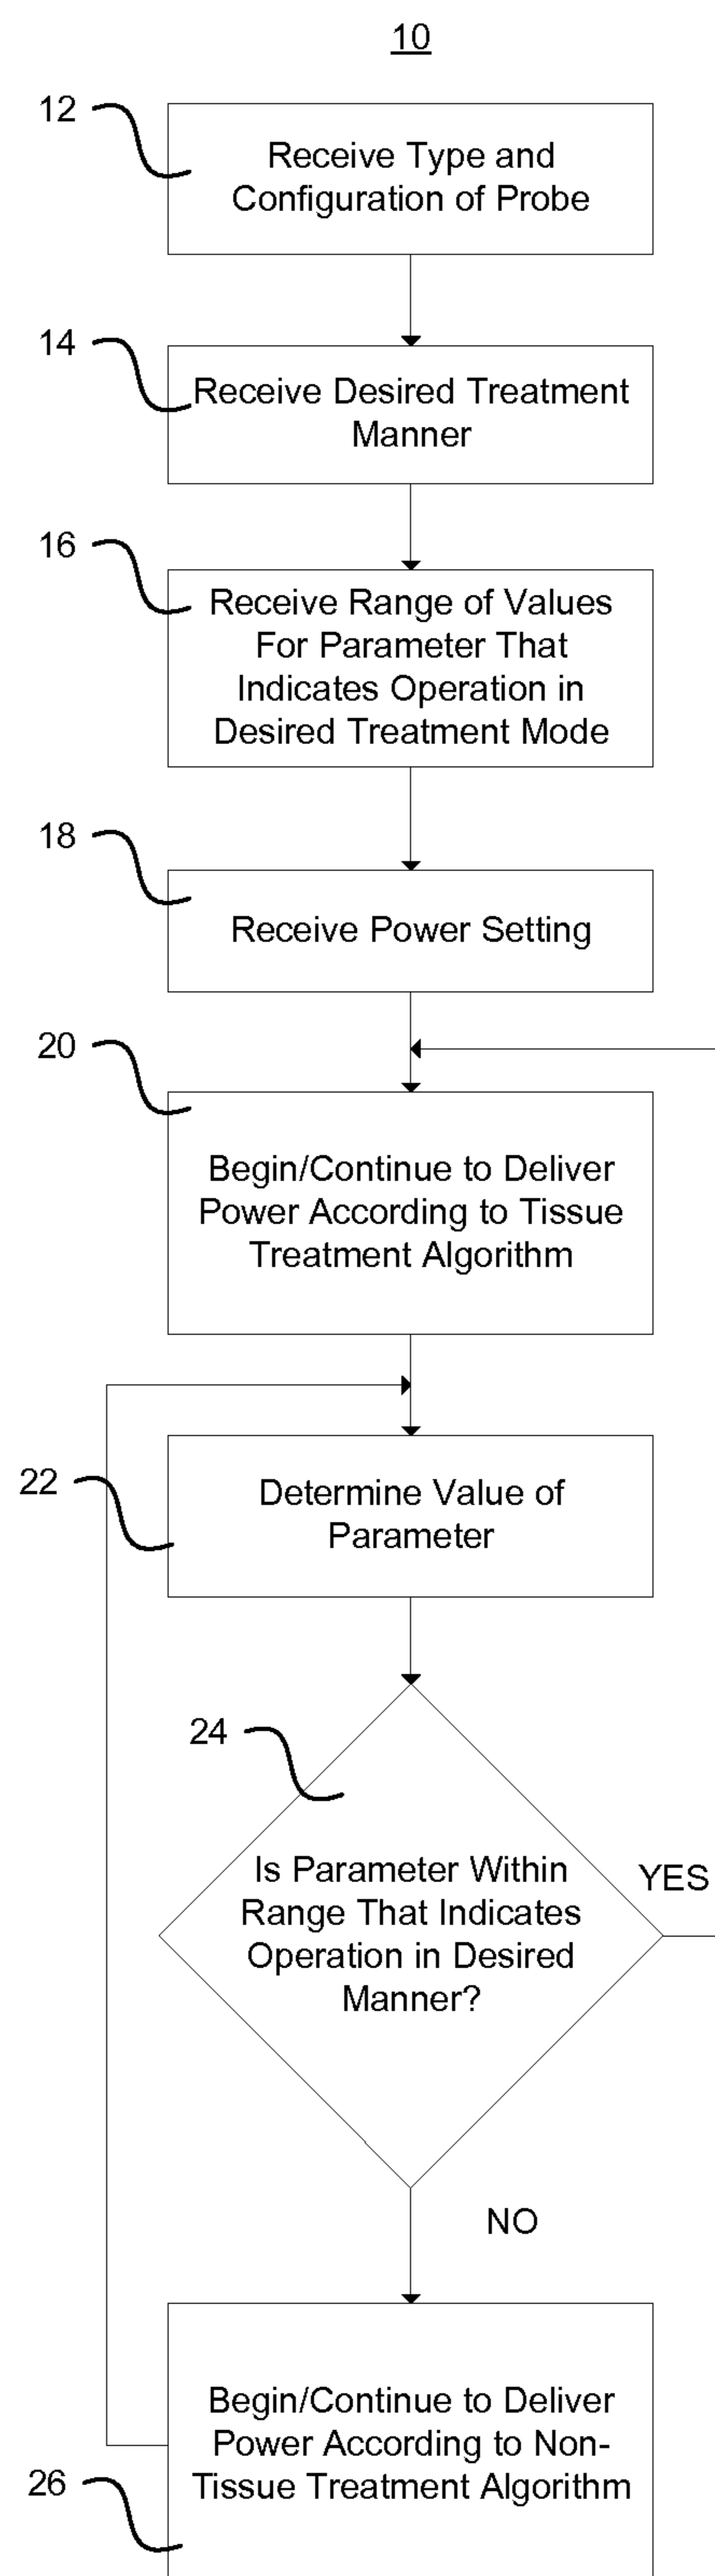 10
12
Receive Type and
Configuration of Probe
14
Receive Desired Treatment
Manner
16
Receive Range of Values
For Parameter That
Indicates Operation in
Desired Treatment Mode
18
Receive Power Setting
20
Begin/Continue to Deliver
Power According to Tissue
Treatment Algorithm
22
Determine Value of
Parameter
24
Is Parameter Within
Range That Indicates
Operation in Desired
Manner?
YES
NO
Begin/Continue to Deliver
Power According to Non-
Tissue Treatment Algorithm
26